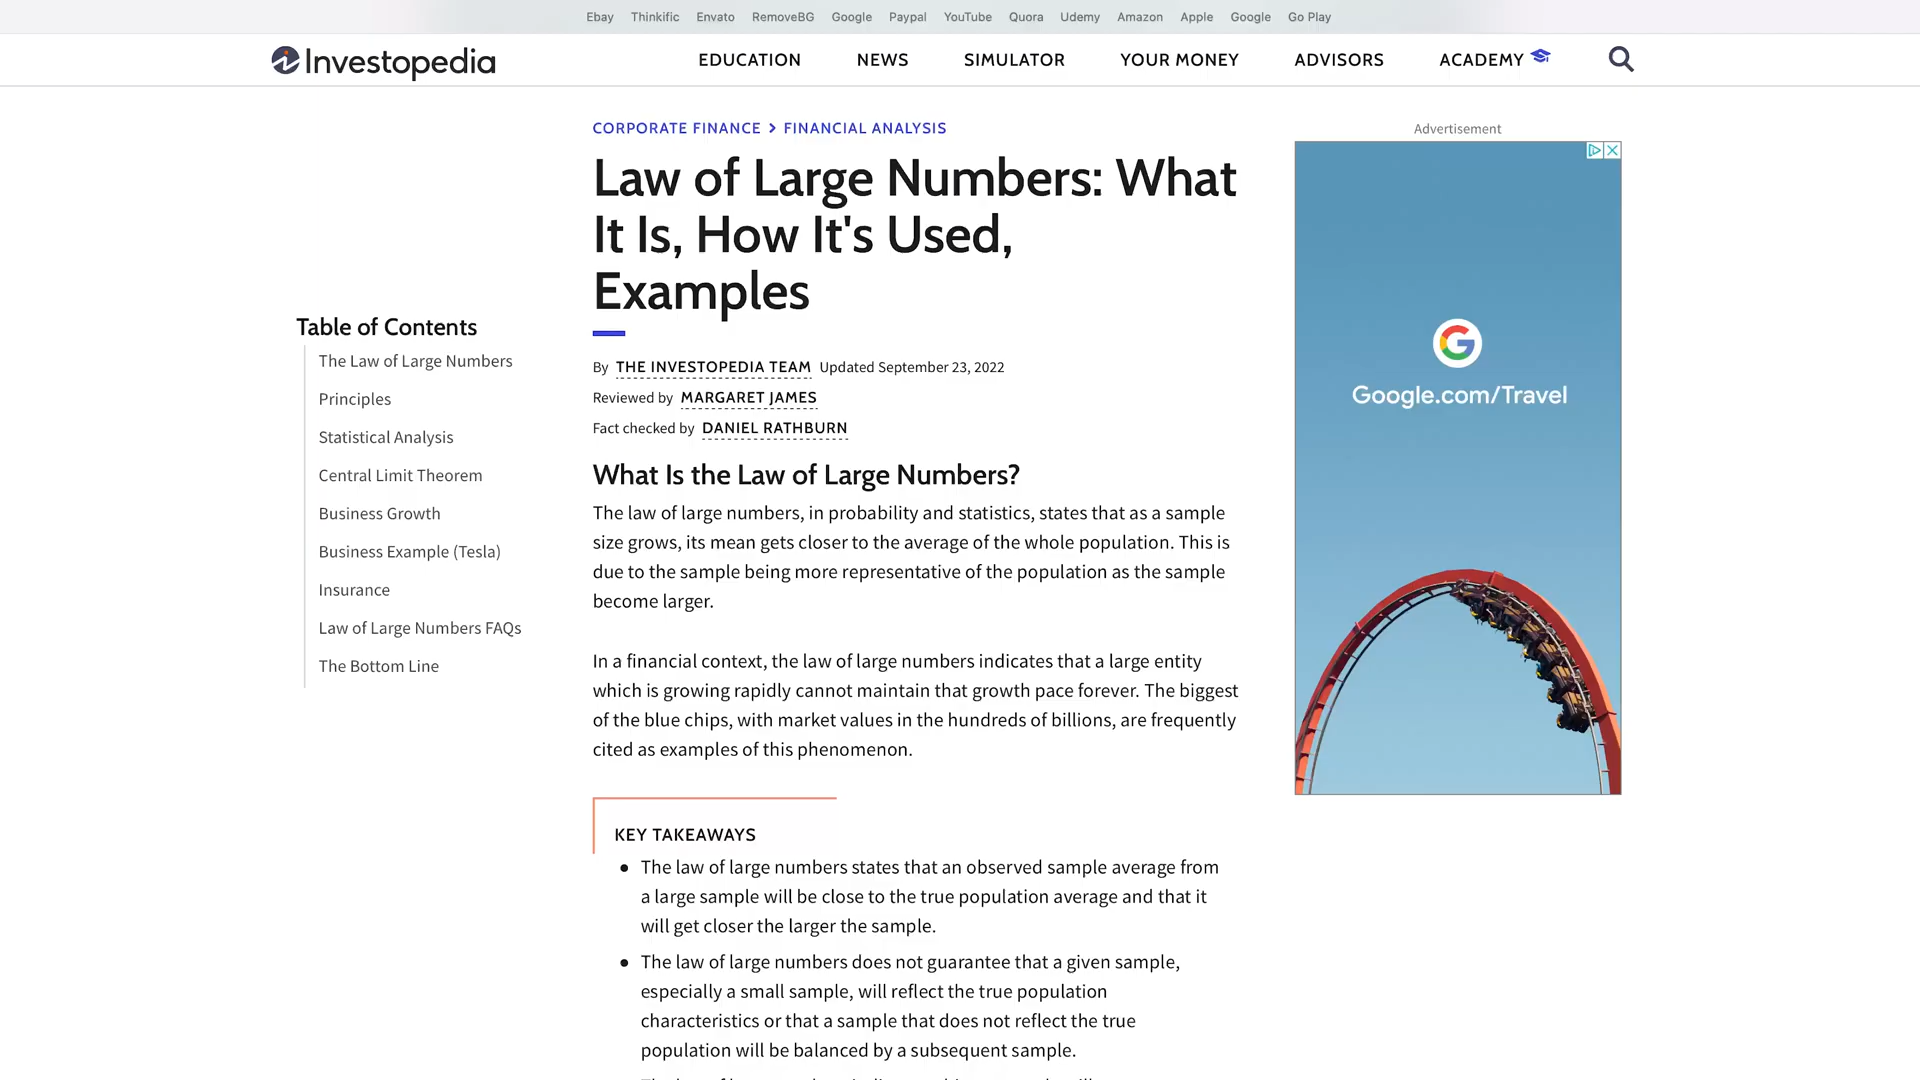 Ebay Thinkific Envato RemoveBG Google Paypal YouTube Quora Udemy Amazon Apple Google Go Play
Investopedia
EDUCATION NEWS SIMULATOR YOUR MONEY ADVISORS ACADEMY
CORPORATE FINANCE > FINANCIAL ANALYSIS
Law of Large Numbers: What
It Is, How It's Used,
Examples
By THE INVESTOPEDIA TEAM Updated September 23, 2022
Reviewed by MARGARET JAMES
Fact checked by DANIEL RATHBURN
Table of Contents
The Law of Large Numbers
Principles
Statistical Analysis
Central Limit Theorem
Business Growth
Business Example (Tesla)
Insurance
Law of Large Numbers FAQs
The Bottom Line
What Is the Law of Large Numbers?
The law of large numbers, in probability and statistics, states that as a sample
size grows, its mean gets closer to the average of the whole population. This is
due to the sample being more representative of the population as the sample
become larger.
In a financial context, the law of large numbers indicates that a large entity
which is growing rapidly cannot maintain that growth pace forever. The biggest
of the blue chips, with market values in the hundreds of billions, are frequently
cited as examples of this phenomenon.
KEY TAKEAWAYS
• The law of large numbers states that an observed sample average from
a large sample will be close to the true population average and that it
will get closer the larger the sample.
• The law of large numbers does not guarantee that a given sample,
especially a small sample, will reflect the true population
characteristics or that a sample that does not reflect the true
population will be balanced by a subsequent sample.
Advertisement
Google.com/Travel